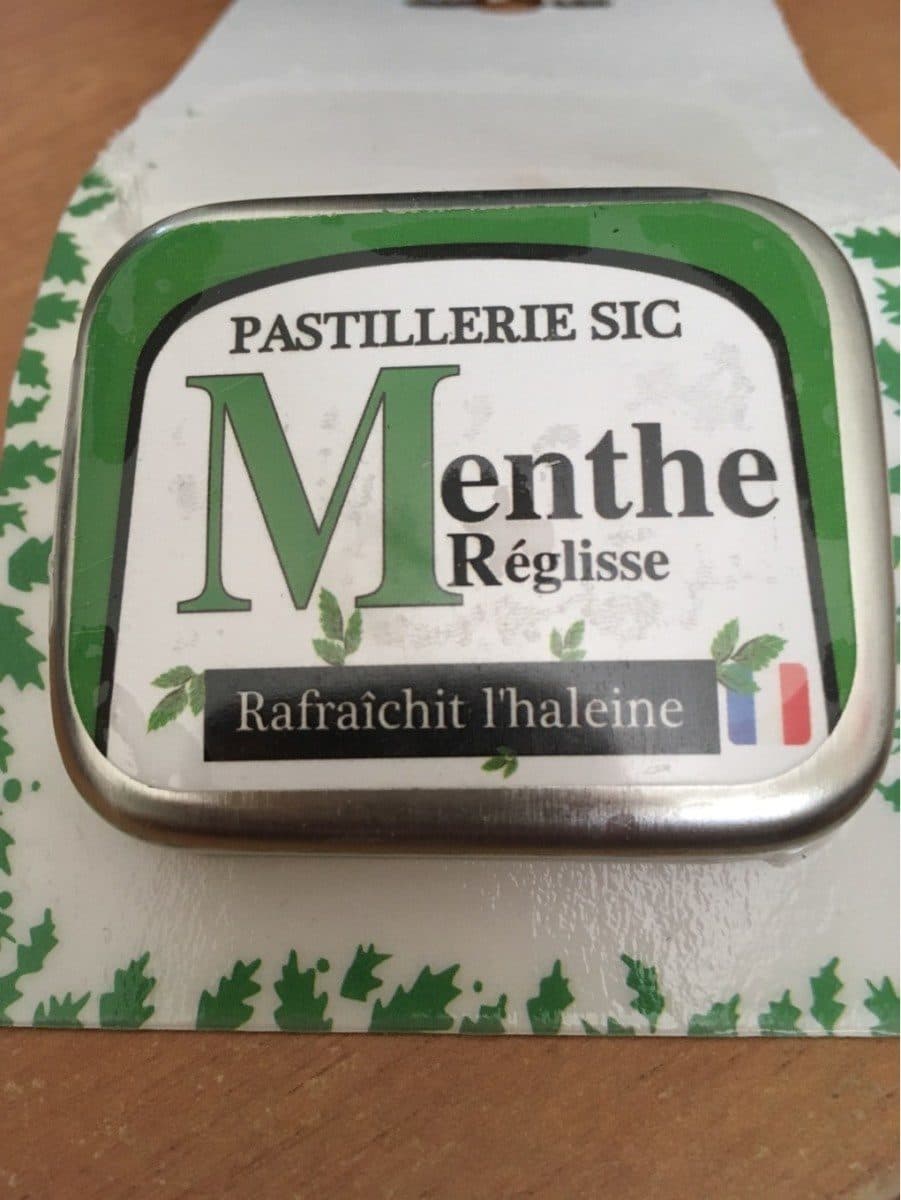 PASTILLERIE SIC
Menthe
Réglisse
Rafraîchit l'haleine